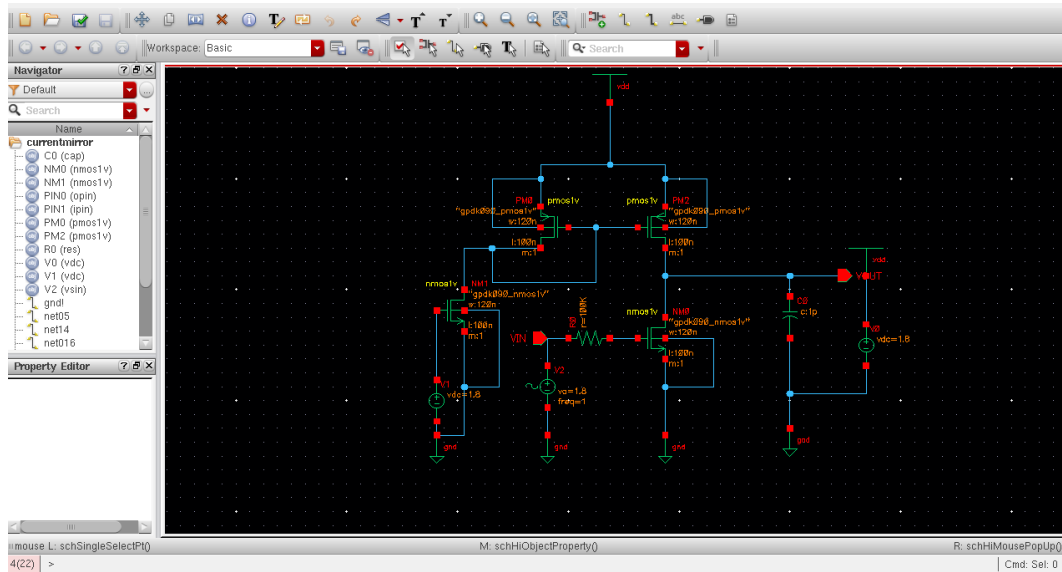 Workspace: Basic
Search
Navigator
Default
Search
Name
currentmirror
C0 (cap)
NM0 (nmos1v)
NM1 (nmos1v)
PIN0 (opin)
PIN1 (ipin)
PM0 (pmos1v)
PM2 (pmos1v)
R0 (res)
V0 (vdc)
V1 (vdc)
V2 (vsin)
gnd!
net05
net14
net016
Property Editor
vdd
PM0 pmos1v
"gpdk090_pmos1v"
w:120n
l:100n
m:1
pmos1v PM2
"gpdk090_pmos1v"
w:120n
l:100n
m:1
nmos1v NM1
"gpdk090_nmos1v"
w:120n
l:100n
m:1
V1
vdc=1.8
gnd
VIN
R0
r=100K
V2
va=1.8
freq=1
gnd
nmos1v NM0
"gpdk090_nmos1v"
w:120n
l:100n
m:1
gnd
vdd
VOUT
C0
c:1p
V0
vdc=1.8
gnd
mouse L: schSingleSelectPt()
M: schHiObjectProperty()
R: schHiMousePopUp()
4(22) >
Cmd: Sel: 0